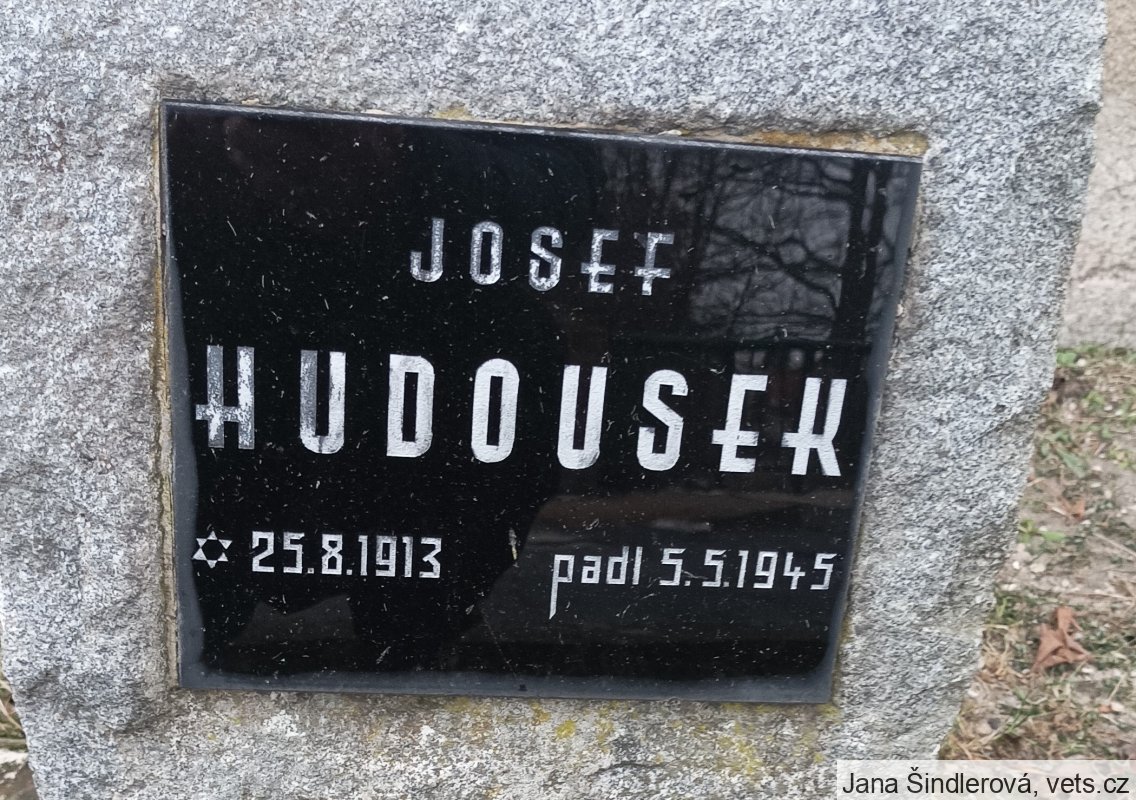 JOSEF
HUDOUSEK
✡ 25.8.1913 padl 5.5.1945
Jana Šindlerová, vets.cz